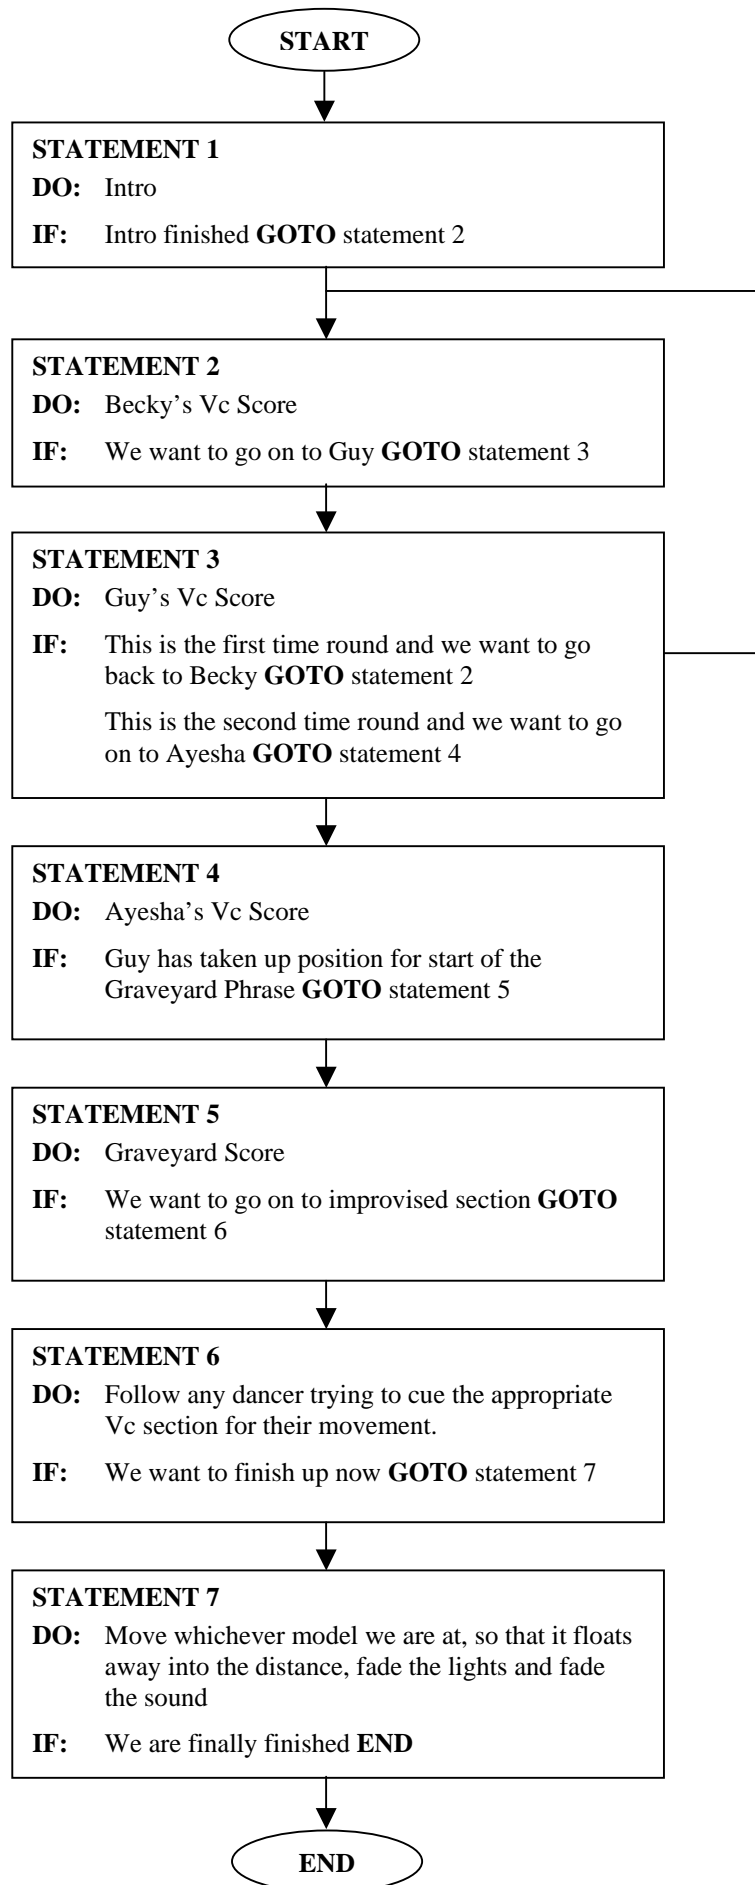 START
STATEMENT 1
DO: Intro
IF: Intro finished GOTO statement 2
STATEMENT 2
DO: Becky’s Vc Score
IF: We want to go on to Guy GOTO statement 3
STATEMENT 3
DO: Guy’s Vc Score
IF: This is the first time round and we want to go
back to Becky GOTO statement 2
This is the second time round and we want to go
on to Ayesha GOTO statement 4
STATEMENT 4
DO: Ayesha’s Vc Score
IF: Guy has taken up position for start of the
Graveyard Phrase GOTO statement 5
STATEMENT 5
DO: Graveyard Score
IF: We want to go on to improvised section GOTO
statement 6
STATEMENT 6
DO: Follow any dancer trying to cue the appropriate
Vc section for their movement.
IF: We want to finish up now GOTO statement 7
STATEMENT 7
DO: Move whichever model we are at, so that it floats
away into the distance, fade the lights and fade
the sound
IF: We are finally finished END
END